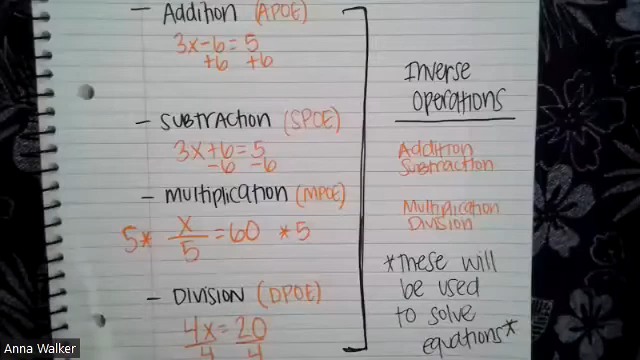 - Addition (APOE)
3x-6=5
+6 +6
- Subtraction (SPOE)
3x+6=5
-6 -6
- Multiplication (MPOE)
5* x/5 =60 *5
- Division (DPOE)
4x=20
4 4
Inverse
Operations
Addition
Subtraction
Multiplication
Division
*These will
be used
to solve
equations*
Anna Walker